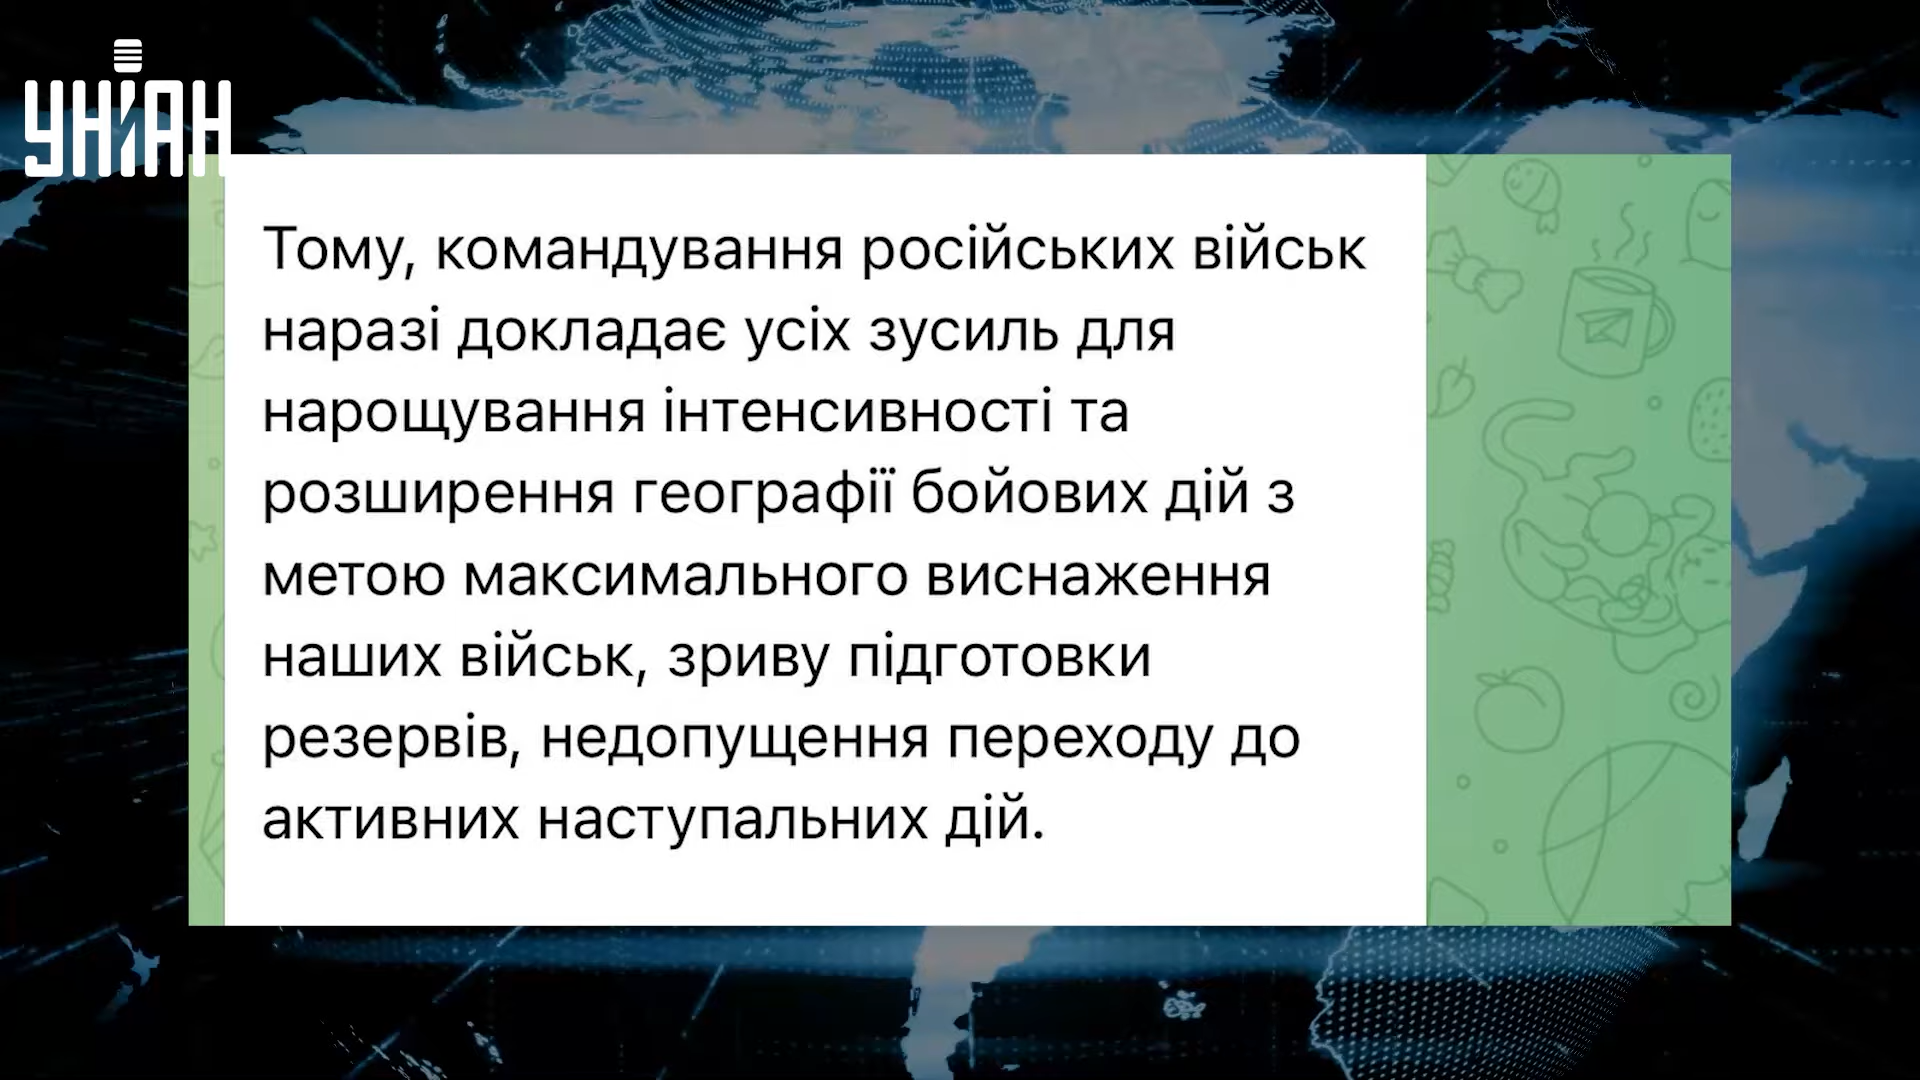 УНІАН
Тому, командування російських військ
наразі докладає усіх зусиль для
нарощування інтенсивності та
розширення географії бойових дій з
метою максимального виснаження
наших військ, зриву підготовки
резервів, недопущення переходу до
активних наступальних дій.